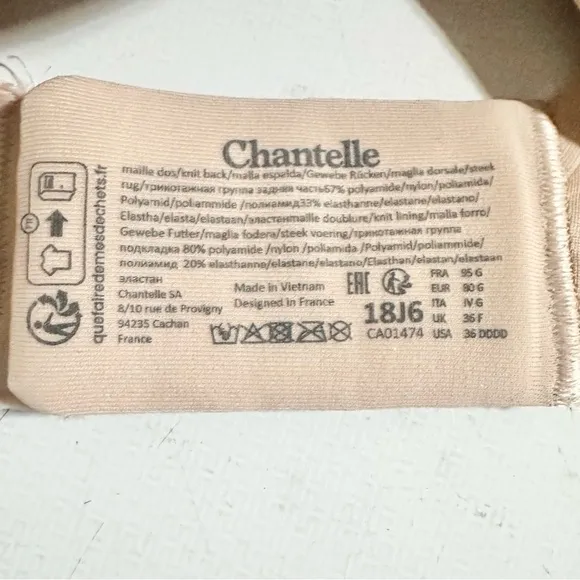 Chantelle
maille dos/knit back/malla espelda/Gewebe Rücken/maglia dorsale/steek
rug/трикотажная группа задняя часть67% polyamide/nylon/poliamida/
Polyamid/poliammide /полиамид33% elasthanne/elastane/elastano/
Elastha/elasta/elastaan/эластанmaille doublure/knit lining/malla forro/
Gewebe Futter/maglia fodera/steek voering/трикотажная группа
подкладка 80% polyamide /nylon /poliamida /Polyamid/poliammide/
полиамид 20% elasthanne/elastane/elastano/Elasthan/elastan/elastaan
эластан
Chantelle SA
8/10 rue de Provigny
94235 Cachan
France
Made in Vietnam
Designed in France
EAC
18J6
CA01474
FRA 95 G
EUR 80 G
ITA IV G
UK 36 F
USA 36 DDDD
quefairedemesdechets.fr